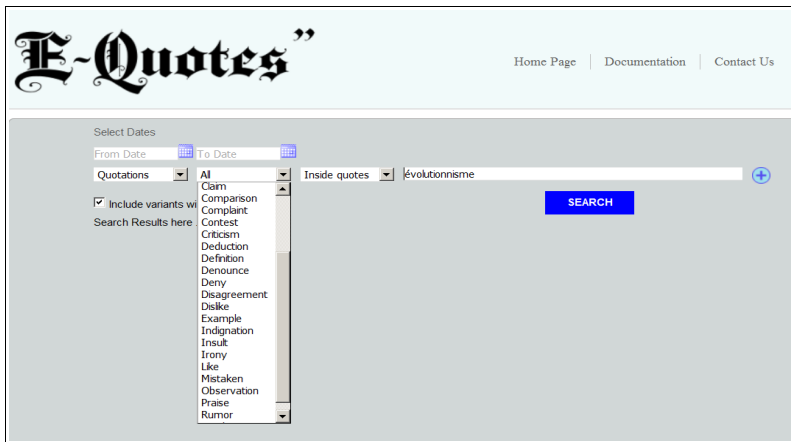 E-Quotes”
Home Page Documentation Contact Us
Select Dates
From Date To Date
Quotations All Inside quotes évolutionnisme
Claim
Comparison
Include variants wi
Complaint
SEARCH
Contest
Search Results here
Criticism
Deduction
Definition
Denounce
Deny
Disagreement
Dislike
Example
Indignation
Insult
Irony
Like
Mistaken
Observation
Praise
Rumor